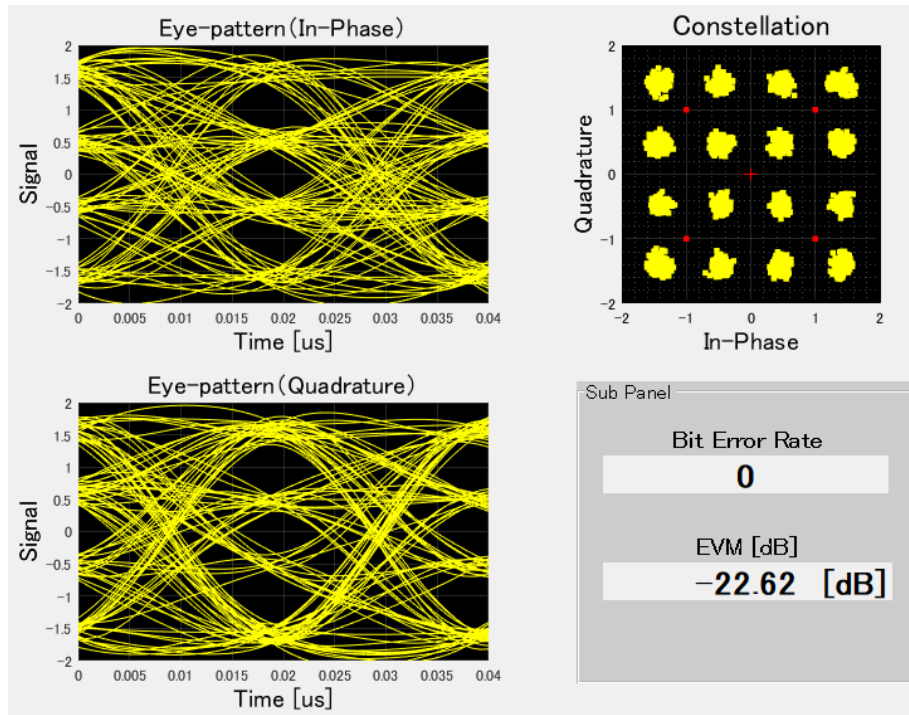 Eye-pattern(In-Phase)
2
1.5
1
0.5
0
-0.5
-1
-1.5
-2
Signal
0 0.005 0.01 0.015 0.02 0.025 0.03 0.035 0.04
Time [us]
Constellation
2
1
0
-1
-2
Quadrature
-2 -1 0 1 2
In-Phase
Eye-pattern(Quadrature)
2
1.5
1
0.5
0
-0.5
-1
-1.5
-2
Signal
0 0.005 0.01 0.015 0.02 0.025 0.03 0.035 0.04
Time [us]
Sub Panel
Bit Error Rate
0
EVM [dB]
-22.62 [dB]